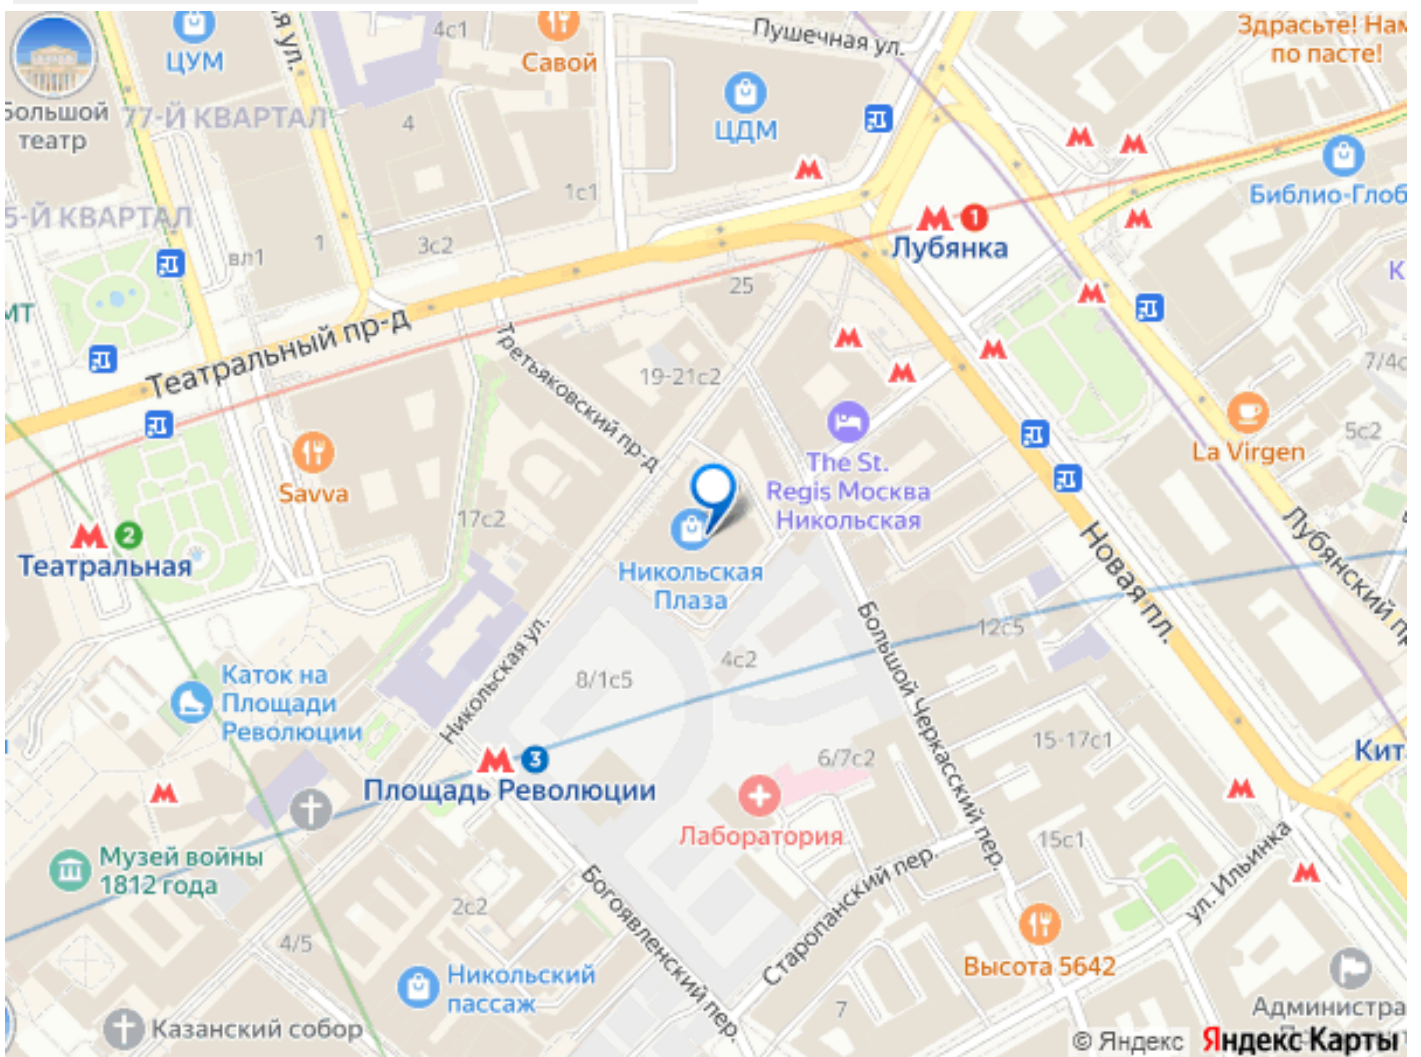 Большой
театр
ЦУМ
4с1
Савой
Пушечная ул.
Здрасьте! Нам
по пасте!
77-Й КВАРТАЛ
4
ЦДМ
1с1
5-Й КВАРТАЛ
вл1
1
3с2
М 1
Лубянка
Библио-Глоб
25
МТ
Театральный пр-д
Третьяковский пр-д
19-21с2
7/4с
La Virgen
5с2
The St.
Regis Москва
Никольская
Savva
17с2
М 2
Театральная
Никольская
Плаза
Новая пл.
Лубянский пр
12с5
Большой Черкасский пер.
4с2
8/1с5
Никольская ул.
Каток на
Площади
Революции
М 3
Площадь Революции
6/7с2
15-17с1
Кит
Лаборатория
Музей войны
1812 года
15с1
ул. Ильинка
Старопанский пер.
Богоявленский пер.
2с2
4/5
Высота 5642
Никольский
пассаж
7
Казанский собор
Администра
© Яндекс Яндекс Карты